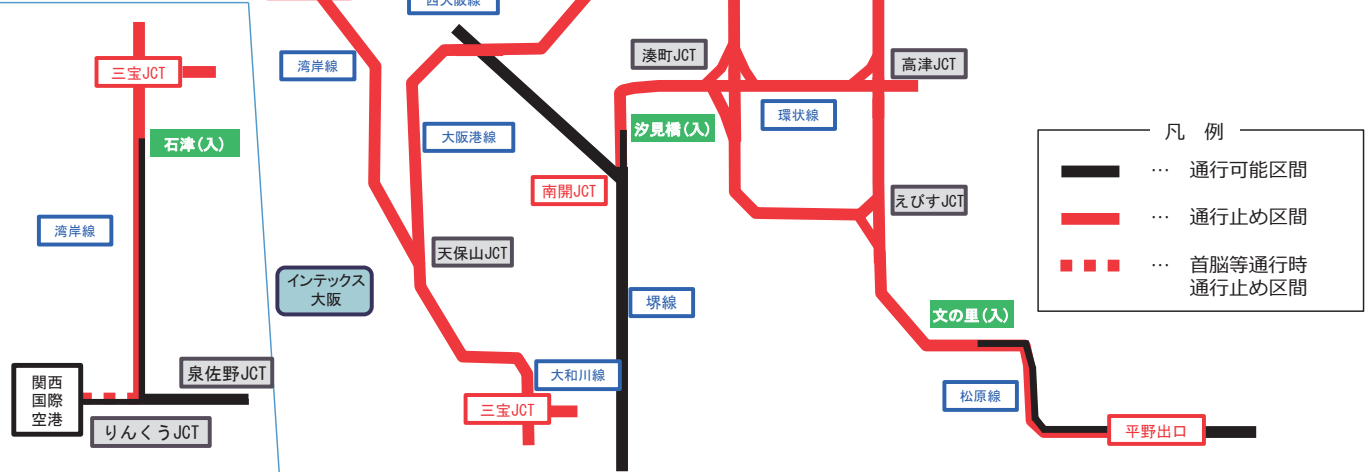 西大阪線
三宝JCT
石津(入)
湾岸線
関西
国際
空港
りんくうJCT
泉佐野JCT
湾岸線
大阪港線
天保山JCT
インテックス
大阪
三宝JCT
大和川線
南開JCT
堺線
汐見橋(入)
湊町JCT
環状線
高津JCT
えびすJCT
文の里(入)
松原線
平野出口
凡 例
… 通行可能区間
… 通行止め区間
… 首脳等通行時
通行止め区間